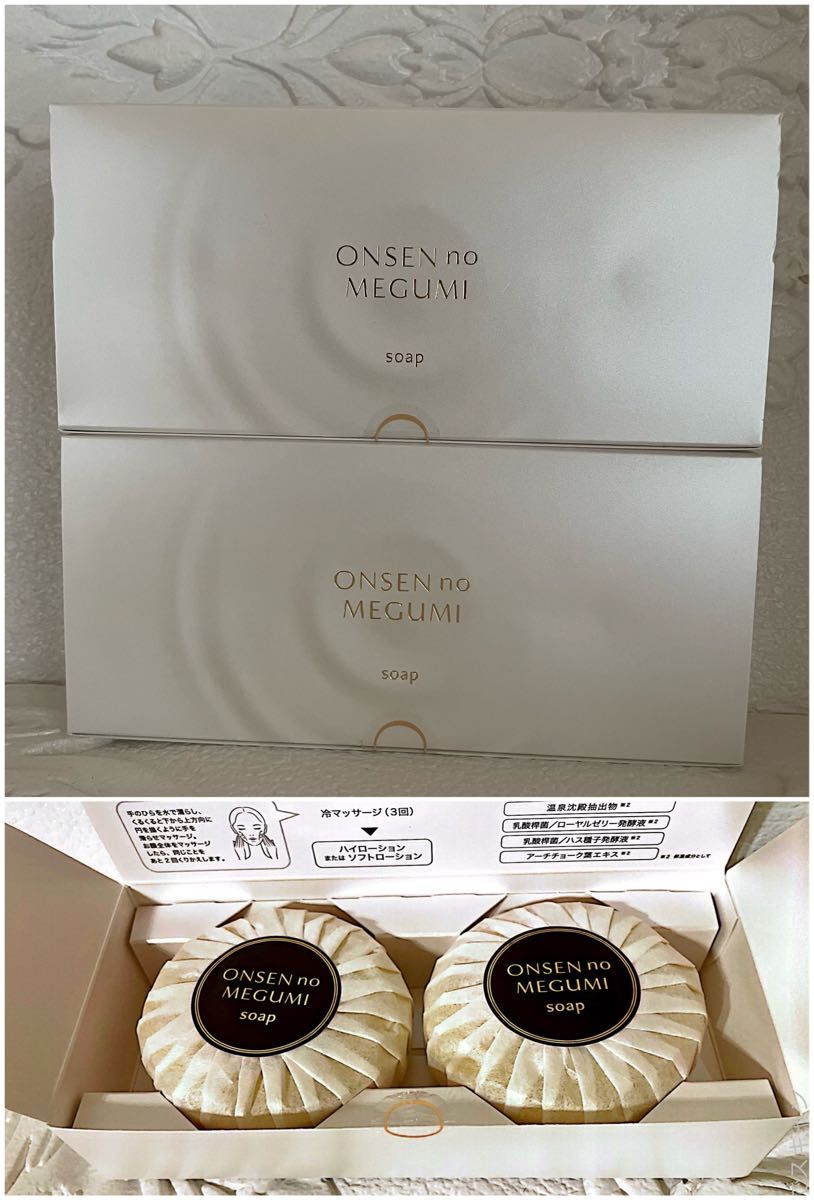 ONSEN no
MEGUMI
soap
ONSEN no
MEGUMI
soap
手のひらを水で濡らし、
くるくると下から上方向に
円を描くように手を
滑らせマッサージ。
お顔全体をマッサージ
したら、同じことを
あと2回くりかえします。
冷マッサージ(3回)
ハイローション
または ソフトローション
温泉沈殿抽出物※2
乳酸桿菌/ローヤルゼリー発酵液※2
乳酸桿菌/ハス種子発酵液※2
アーチチョーク葉エキス※2
※2 保湿成分として
ONSEN no
MEGUMI
soap
ONSEN no
MEGUMI
soap